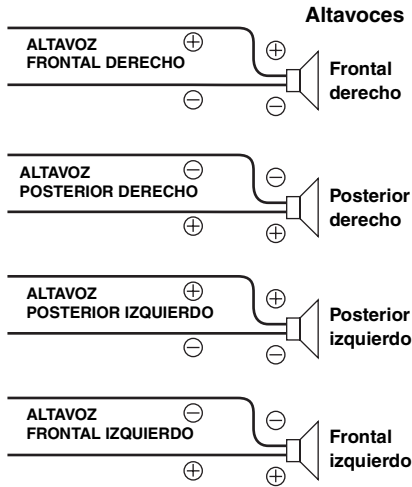 Altavoces
ALTAVOZ
FRONTAL DERECHO
⊕
⊕
⊖
⊖
Frontal
derecho
ALTAVOZ
POSTERIOR DERECHO
⊖
⊖
⊕
⊕
Posterior
derecho
ALTAVOZ
POSTERIOR IZQUIERDO
⊕
⊕
⊖
⊖
Posterior
izquierdo
ALTAVOZ
FRONTAL IZQUIERDO
⊖
⊖
⊕
⊕
Frontal
izquierdo